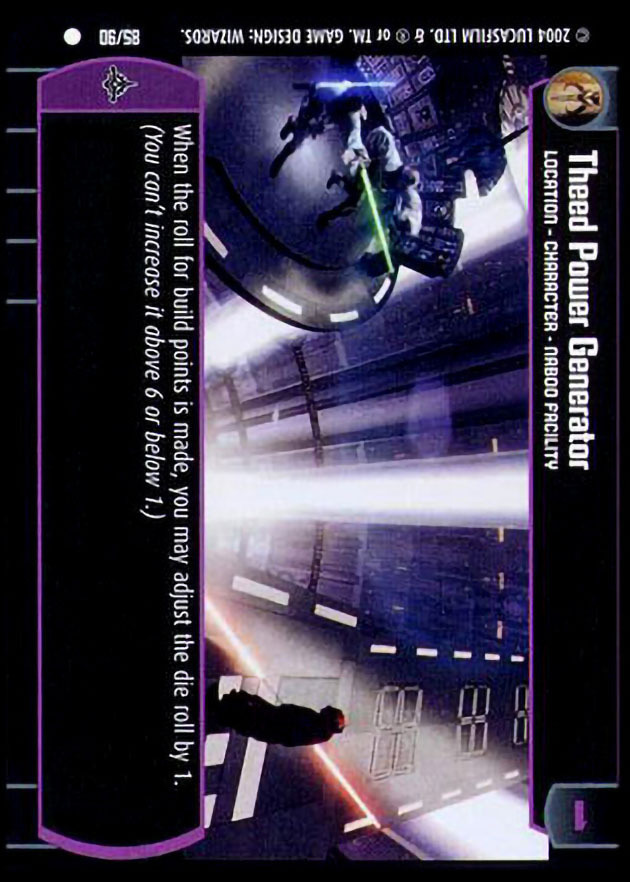 Theed Power Generator
LOCATION - CHARACTER - NABOO FACILITY
1
When the roll for build points is made, you may adjust the die roll by 1.
(You can't increase it above 6 or below 1.)
© 2004 LUCASFILM LTD. & ® or TM. GAME DESIGN: WIZARDS.
85/90